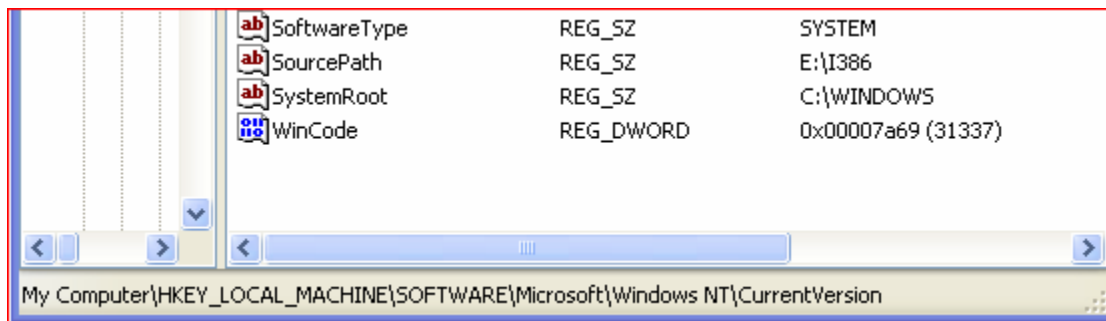 SoftwareType REG_SZ SYSTEM
SourcePath REG_SZ E:\I386
SystemRoot REG_SZ C:\WINDOWS
WinCode REG_DWORD 0x00007a69 (31337)
My Computer\HKEY_LOCAL_MACHINE\SOFTWARE\Microsoft\Windows NT\CurrentVersion